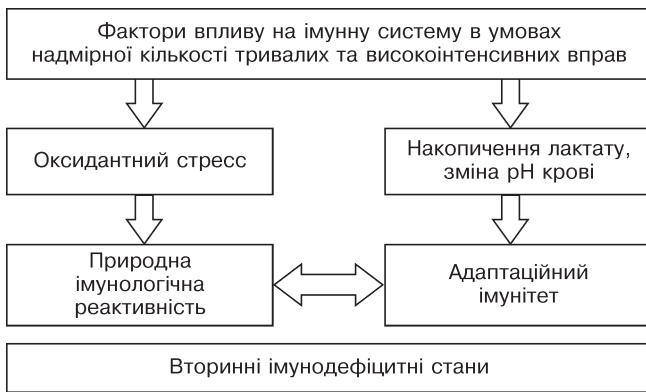 Фактори впливу на імунну систему в умовах
надмірної кількості тривалих та високоінтенсивних вправ
Оксидантний стресс
Накопичення лактату,
зміна рН крові
Природна
імунологічна
реактивність
Адаптаційний
імунітет
Вторинні імунодефіцитні стани